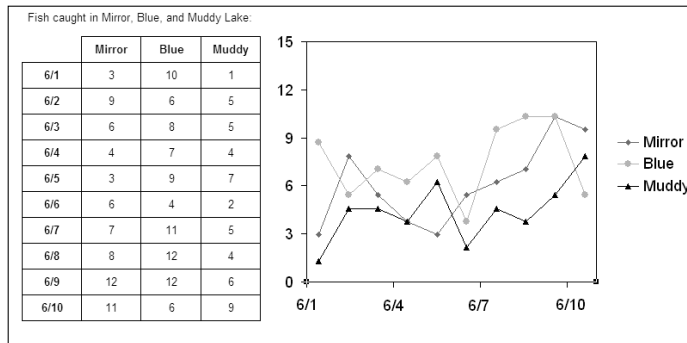 Fish caught in Mirror, Blue, and Muddy Lake:
Mirror Blue Muddy
6/1 3 10 1
6/2 9 6 5
6/3 6 8 5
6/4 4 7 4
6/5 3 9 7
6/6 6 4 2
6/7 7 11 5
6/8 8 12 4
6/9 12 12 6
6/10 11 6 9
15
12
9
6
3
0
6/1 6/4 6/7 6/10
Mirror
Blue
Muddy